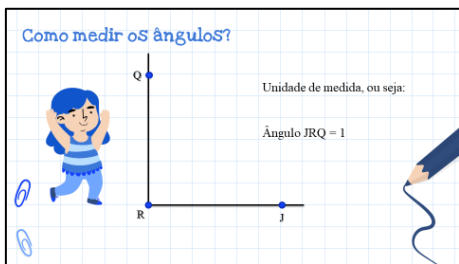 Como medir os ângulos?
Q
Unidade de medida, ou seja:
Ângulo JRQ = 1
R
J